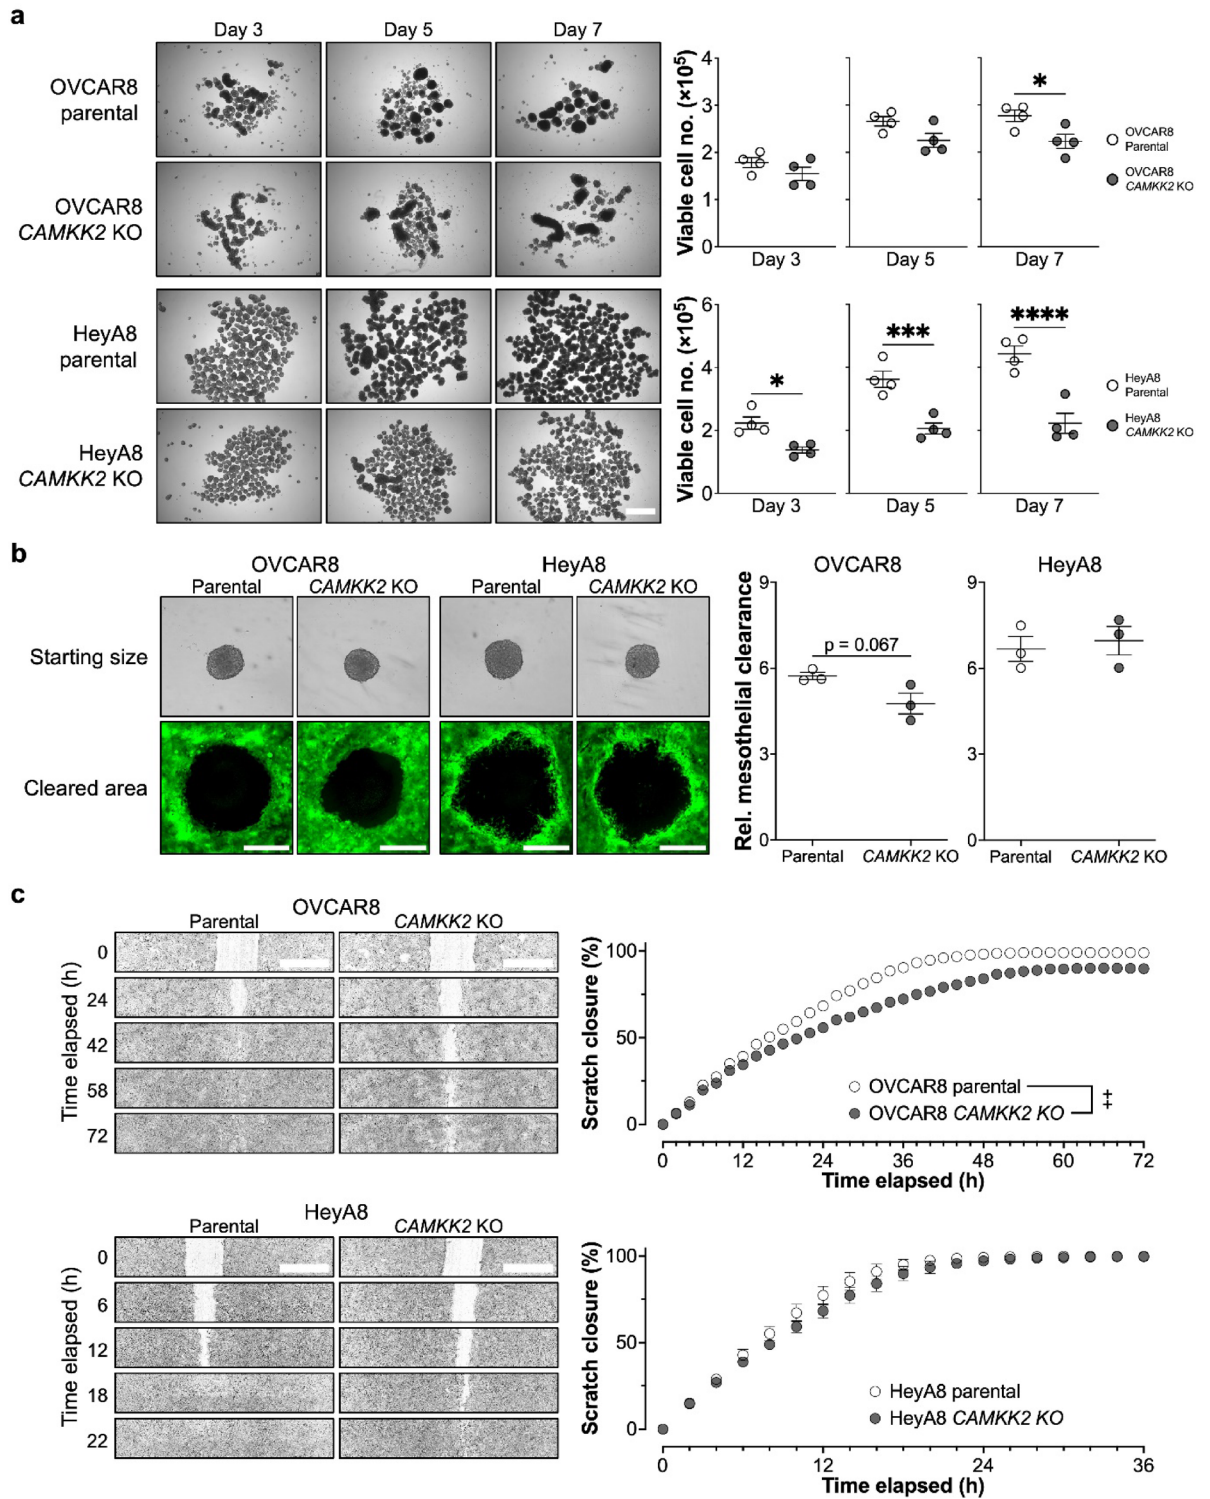 a
Day 3
Day 5
Day 7
OVCAR8
parental
OVCAR8
CAMKK2 KO
HeyA8
parental
HeyA8
CAMKK2 KO
Viable cell no. (×10⁵)
4
3
2
1
0
*
Day 3
Day 5
Day 7
OVCAR8
Parental
OVCAR8
CAMKK2 KO
Viable cell no. (×10⁵)
6
4
2
0
*
***
****
Day 3
Day 5
Day 7
HeyA8
Parental
HeyA8
CAMKK2 KO
b
OVCAR8
HeyA8
Parental
CAMKK2 KO
Parental
CAMKK2 KO
Starting size
Cleared area
Rel. mesothelial clearance
OVCAR8
9
6
3
0
p = 0.067
Parental
CAMKK2 KO
HeyA8
9
6
3
0
Parental
CAMKK2 KO
c
OVCAR8
Parental
CAMKK2 KO
Time elapsed (h)
0
24
42
58
72
Scratch closure (%)
100
50
0
OVCAR8 parental
OVCAR8 CAMKK2 KO
‡
0 12 24 36 48 60 72
Time elapsed (h)
HeyA8
Parental
CAMKK2 KO
Time elapsed (h)
0
6
12
18
22
Scratch closure (%)
100
50
0
HeyA8 parental
HeyA8 CAMKK2 KO
0 12 24 36
Time elapsed (h)